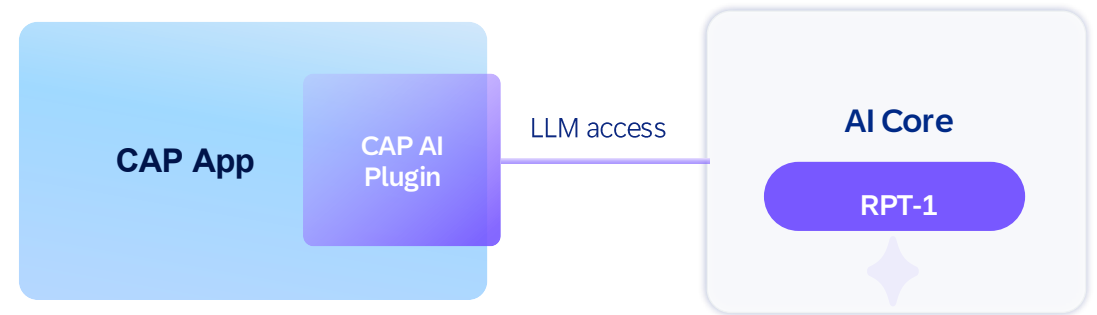 CAP App
CAP AI
Plugin
LLM access
AI Core
RPT-1